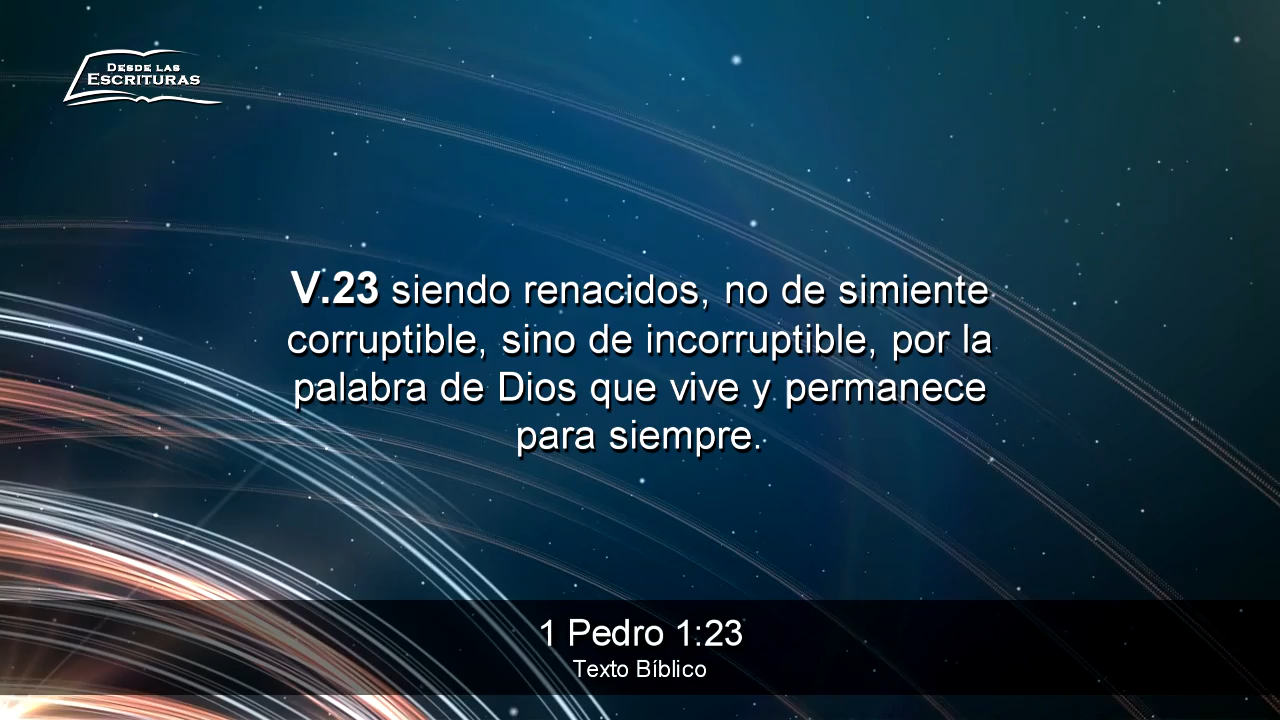 DESDE LAS
ESCRITURAS
V.23 siendo renacidos, no de simiente
corruptible, sino de incorruptible, por la
palabra de Dios que vive y permanece
para siempre.
1 Pedro 1:23
Texto Bíblico